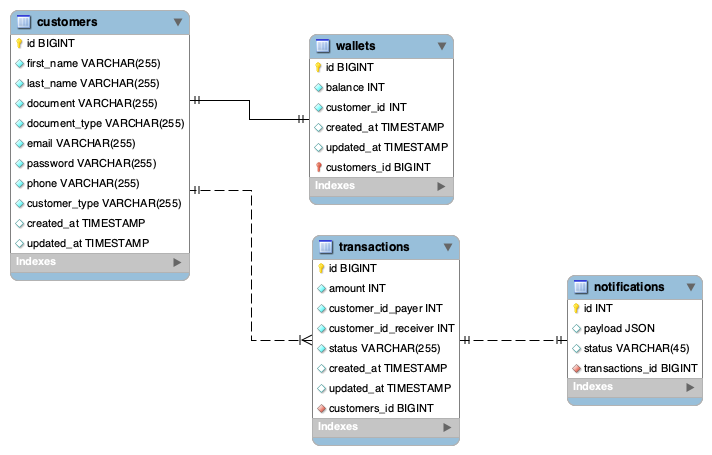 customers
id BIGINT
first_name VARCHAR(255)
last_name VARCHAR(255)
document VARCHAR(255)
document_type VARCHAR(255)
email VARCHAR(255)
password VARCHAR(255)
phone VARCHAR(255)
customer_type VARCHAR(255)
created_at TIMESTAMP
updated_at TIMESTAMP
Indexes
wallets
id BIGINT
balance INT
customer_id INT
created_at TIMESTAMP
updated_at TIMESTAMP
customers_id BIGINT
Indexes
transactions
id BIGINT
amount INT
customer_id_payer INT
customer_id_receiver INT
status VARCHAR(255)
created_at TIMESTAMP
updated_at TIMESTAMP
customers_id BIGINT
Indexes
notifications
id INT
payload JSON
status VARCHAR(45)
transactions_id BIGINT
Indexes